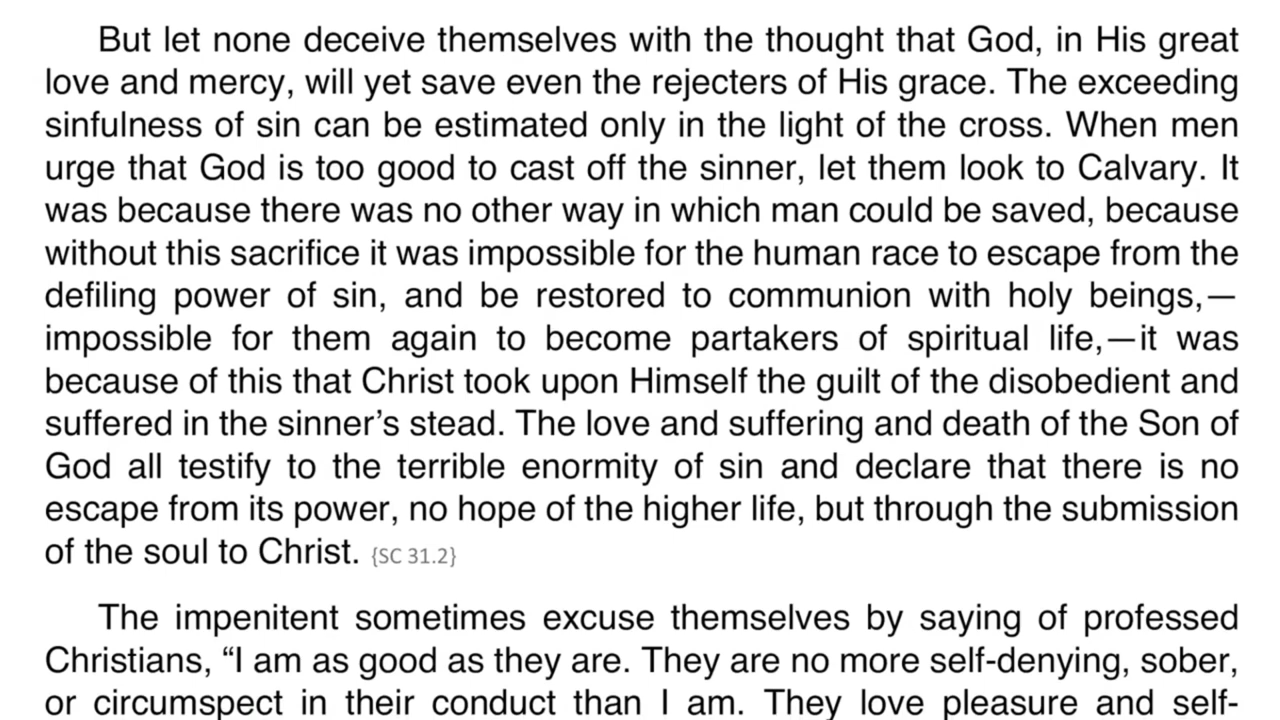 But let none deceive themselves with the thought that God, in His great
love and mercy, will yet save even the rejecters of His grace. The exceeding
sinfulness of sin can be estimated only in the light of the cross. When men
urge that God is too good to cast off the sinner, let them look to Calvary. It
was because there was no other way in which man could be saved, because
without this sacrifice it was impossible for the human race to escape from the
defiling power of sin, and be restored to communion with holy beings,—
impossible for them again to become partakers of spiritual life,—it was
because of this that Christ took upon Himself the guilt of the disobedient and
suffered in the sinner’s stead. The love and suffering and death of the Son of
God all testify to the terrible enormity of sin and declare that there is no
escape from its power, no hope of the higher life, but through the submission
of the soul to Christ. {SC 31.2}
The impenitent sometimes excuse themselves by saying of professed
Christians, “I am as good as they are. They are no more self-denying, sober,
or circumspect in their conduct than I am. They love pleasure and self-